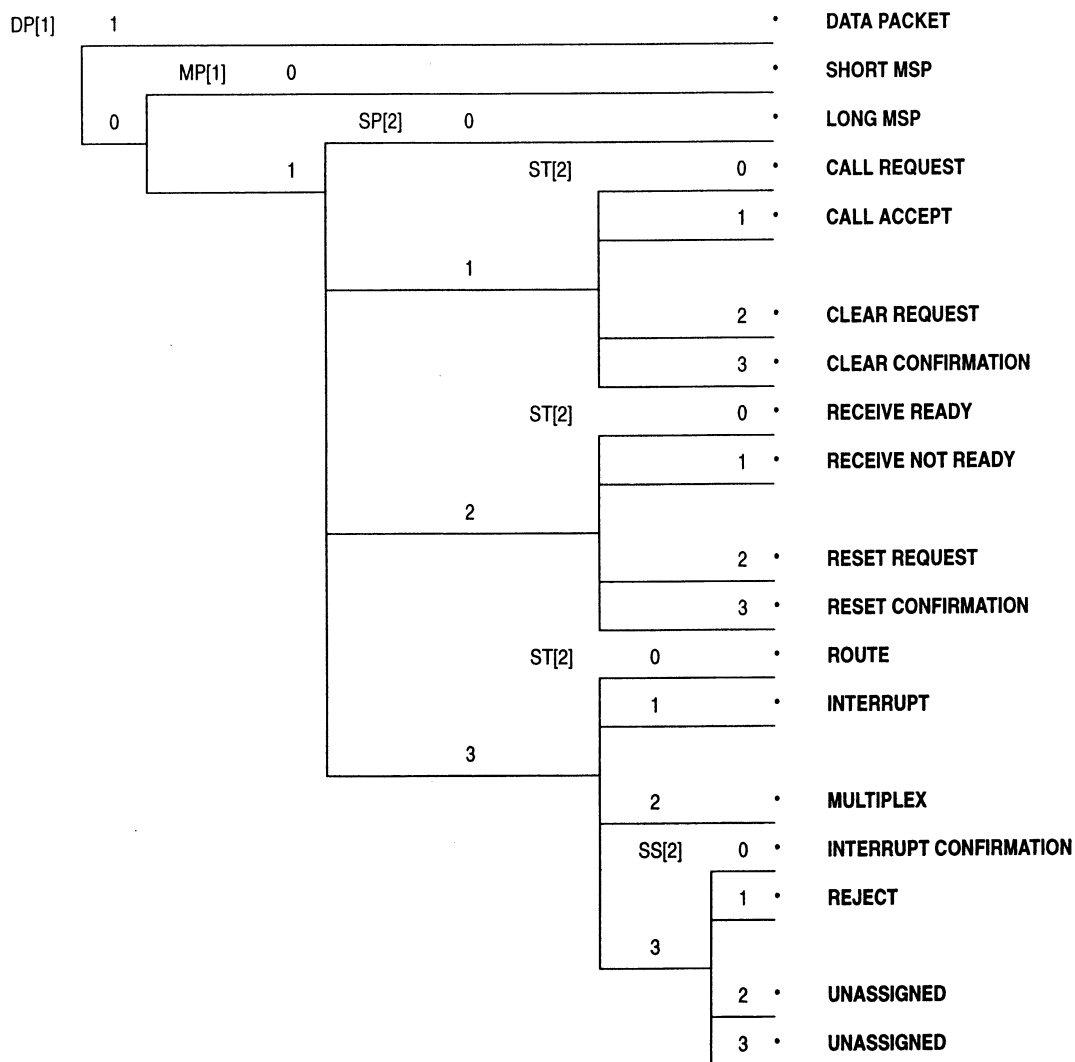 DP[1] 1 • DATA PACKET
MP[1] 0 • SHORT MSP
0 SP[2] 0 • LONG MSP
1 ST[2] 0 • CALL REQUEST
1 • CALL ACCEPT
1
2 • CLEAR REQUEST
3 • CLEAR CONFIRMATION
ST[2] 0 • RECEIVE READY
1 • RECEIVE NOT READY
2
2 • RESET REQUEST
3 • RESET CONFIRMATION
ST[2] 0 • ROUTE
1 • INTERRUPT
3
2 • MULTIPLEX
SS[2] 0 • INTERRUPT CONFIRMATION
1 • REJECT
3
2 • UNASSIGNED
3 • UNASSIGNED